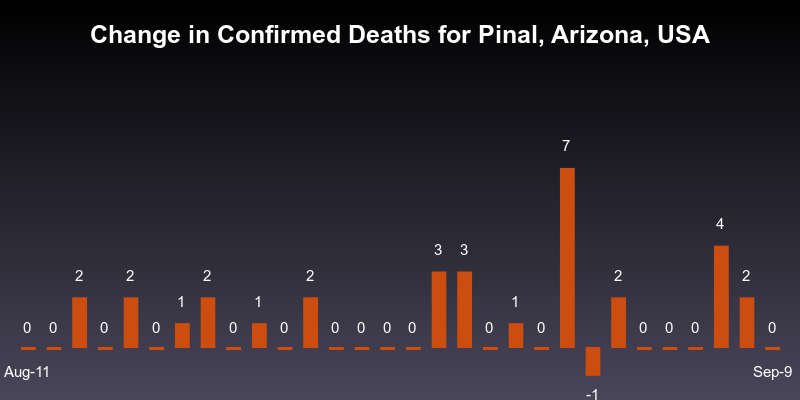 Change in Confirmed Deaths for Pinal, Arizona, USA
7
4
3 3
2 2 2 2 2 2
1 1 1
0 0 0 0 0 0 0 0 0 0 0 0 0 0 0 0
Aug-11 Sep-9
-1